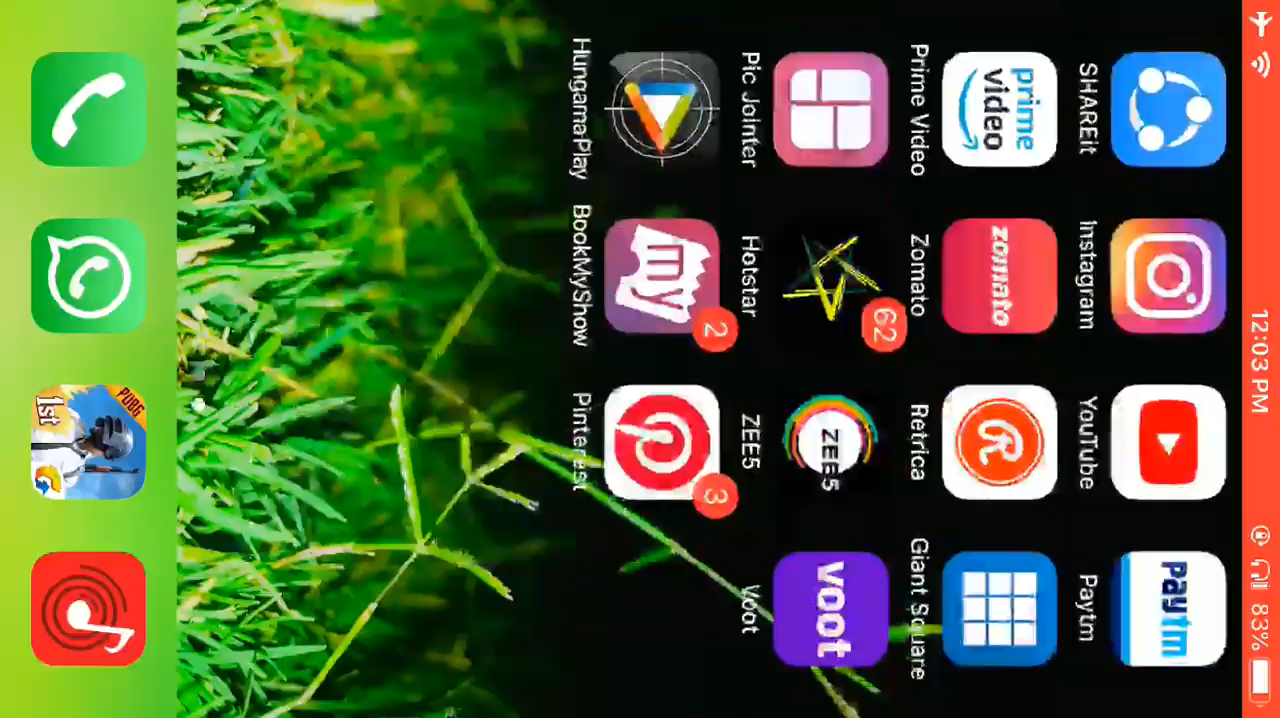 12:03 PM
83%
SHAREit
Instagram
YouTube
Paytm
paytm
prime
video
zomato
R
Prime Video
Zomato
Retrica
Giant Square
62
ZEE5
voot
Pic Jointer
Hotstar
ZEE5
Voot
my
2
3
HungamaPlay
BookMyShow
Pinterest
PUBG
1st